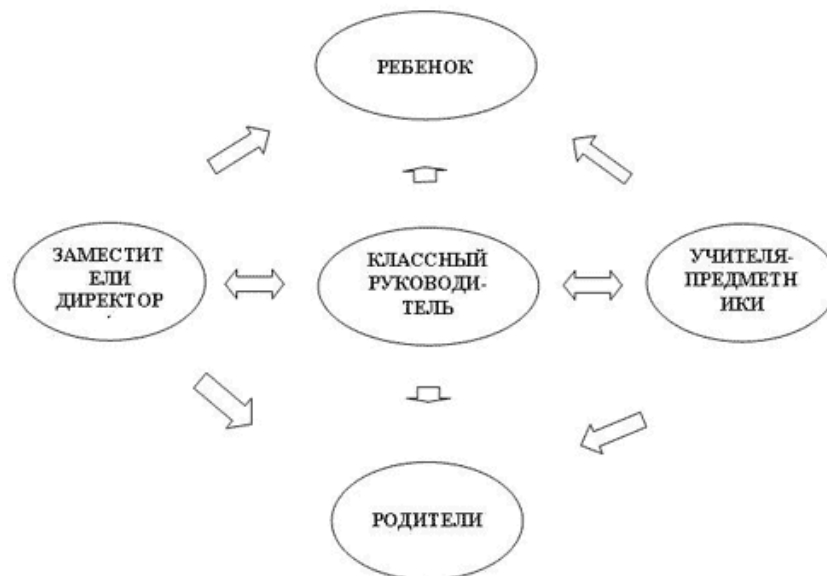 РЕБЕНОК
ЗАМЕСТИТ
ЕЛИ
ДИРЕКТОР
КЛАССНЫЙ
РУКОВОДИ-
ТЕЛЬ
УЧИТЕЛЯ-
ПРЕДМЕТН
ИКИ
РОДИТЕЛИ